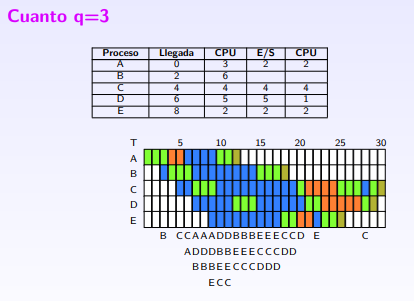 Cuanto q=3
Proceso Llegada CPU E/S CPU
A 0 3 2 2
B 2 6
C 4 4 4 4
D 6 5 5 1
E 8 2 2 2
T 5 10 15 20 25 30
A
B
C
D
E
B CCAAADDBBBEEECCD E C
ADDDBBEEECCCDD
BBBEECCCDDD
ECC